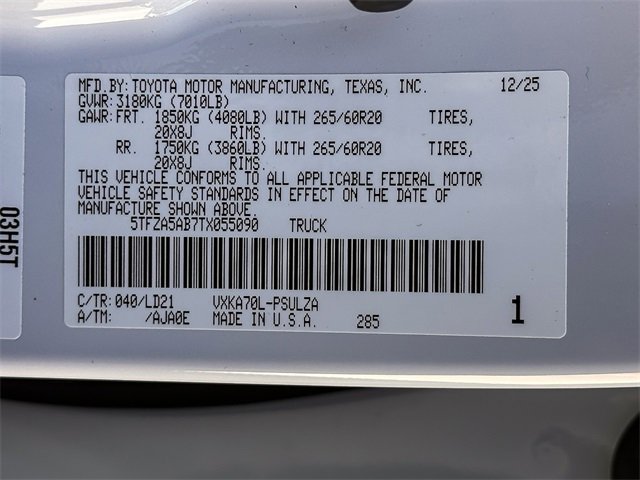 MFD.BY: TOYOTA MOTOR MANUFACTURING, TEXAS, INC. 12/25
GVWR: 3180KG (7010LB)
GAWR: FRT. 1850KG (4080LB) WITH 265/60R20 TIRES,
20X8J RIMS.
RR. 1750KG (3860LB) WITH 265/60R20 TIRES,
20X8J RIMS.
THIS VEHICLE CONFORMS TO ALL APPLICABLE FEDERAL MOTOR
VEHICLE SAFETY STANDARDS IN EFFECT ON THE DATE OF
MANUFACTURE SHOWN ABOVE.
5TFZA5AB7TX055090 TRUCK
C/TR: 040/LD21 VXKA70L-PSULZA
A/TM: /AJA0E MADE IN U.S.A. 285 1
03H5T